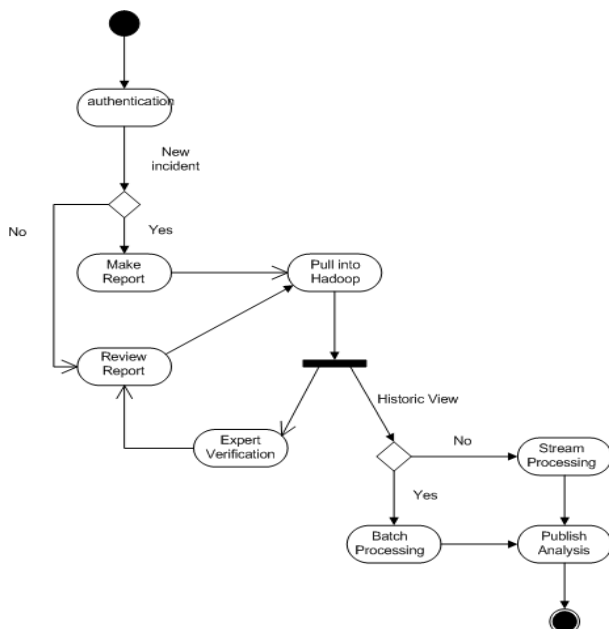 authentication
New
incident
No
Yes
Make
Report
Pull into
Hadoop
Review
Report
Historic View
Expert
Verification
No
Stream
Processing
Yes
Batch
Processing
Publish
Analysis